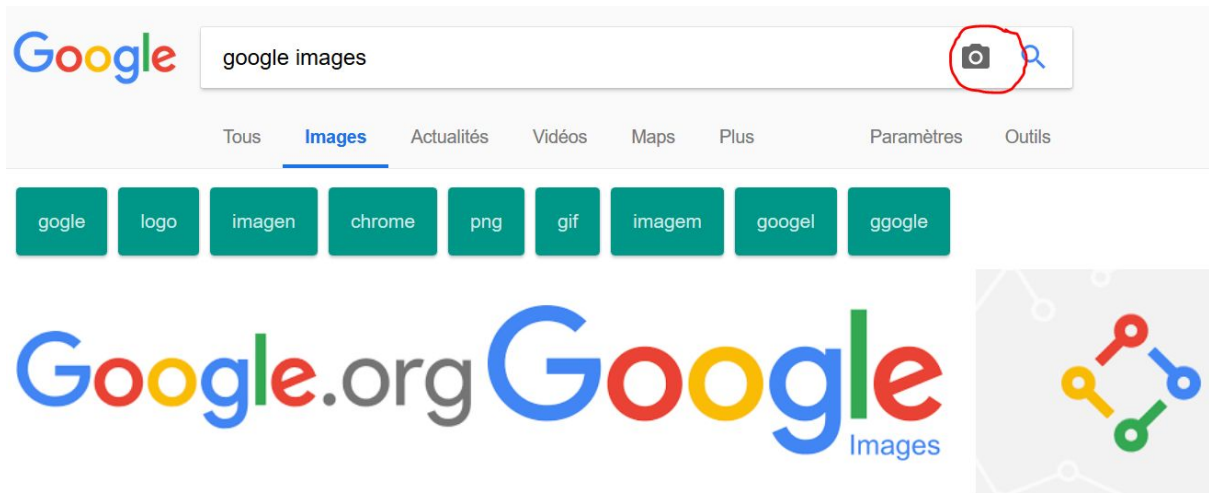 Google google images
Tous Images Actualités Vidéos Maps Plus Paramètres Outils
gogle logo imagen chrome png gif imagem googel ggogle
Google.org Google
Images